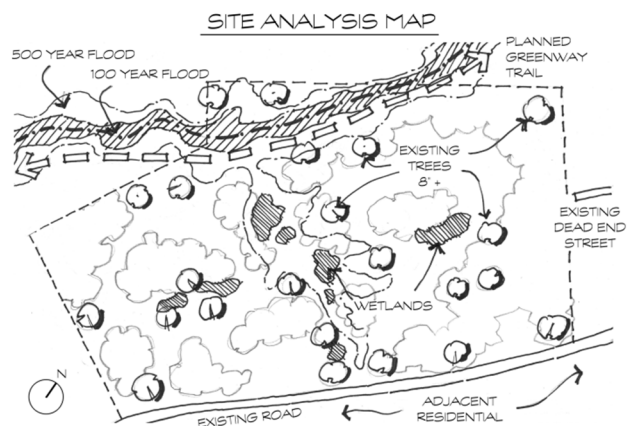 SITE ANALYSIS MAP
500 YEAR FLOOD
100 YEAR FLOOD
PLANNED
GREENWAY
TRAIL
EXISTING
TREES
8" +
EXISTING
DEAD END
STREET
WETLANDS
N
EXISTING ROAD
ADJACENT
RESIDENTIAL